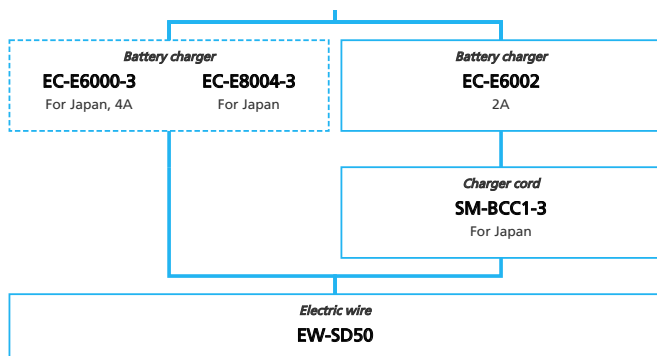 Battery charger
EC-E6000-3 EC-E8004-3
For Japan, 4A For Japan
Battery charger
EC-E6002
2A
Charger cord
SM-BCC1-3
For Japan
Electric wire
EW-SD50